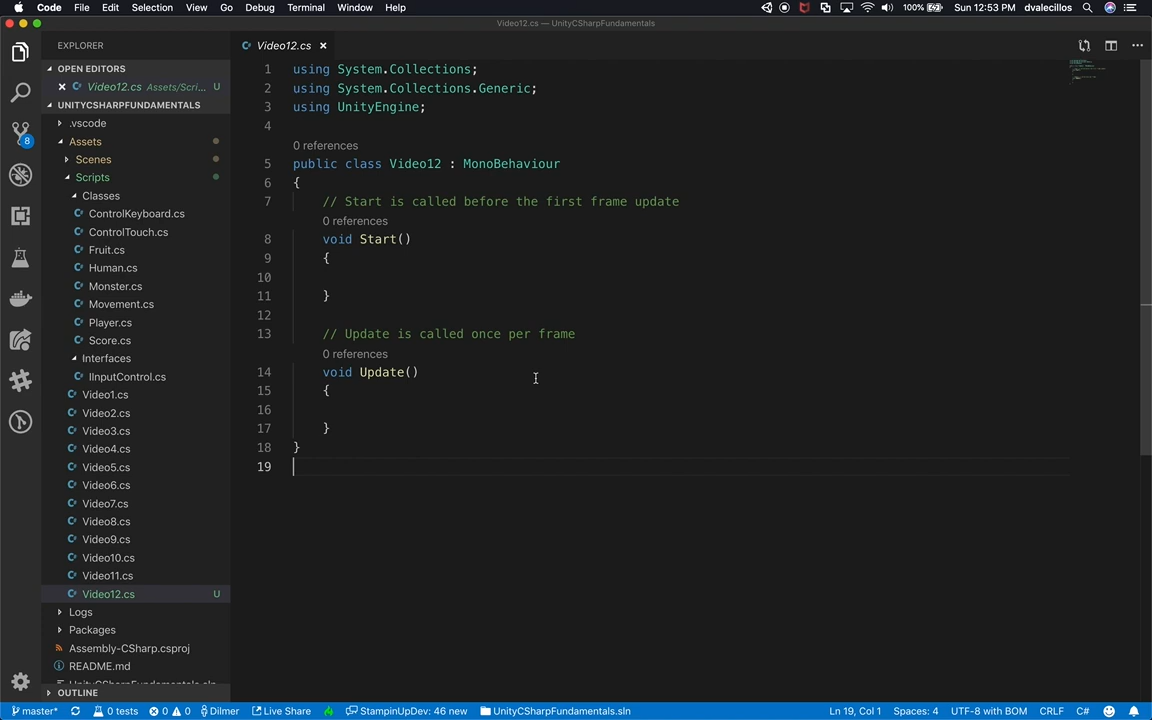 Code File Edit Selection View Go Debug Terminal Window Help 100% Sun 12:53 PM dvalecillos
Video12.cs — UnityCSharpFundamentals
EXPLORER
OPEN EDITORS
Video12.cs Assets/Scri... U
UNITYCSHARPFUNDAMENTALS
.vscode
Assets
Scenes
Scripts
Classes
ControlKeyboard.cs
ControlTouch.cs
Fruit.cs
Human.cs
Monster.cs
Movement.cs
Player.cs
Score.cs
Interfaces
IInputControl.cs
Video1.cs
Video2.cs
Video3.cs
Video4.cs
Video5.cs
Video6.cs
Video7.cs
Video8.cs
Video9.cs
Video10.cs
Video11.cs
Video12.cs U
Logs
Packages
Assembly-CSharp.csproj
README.md
OUTLINE
8
Video12.cs
1 using System.Collections;
2 using System.Collections.Generic;
3 using UnityEngine;
4
0 references
5 public class Video12 : MonoBehaviour
6 {
7 // Start is called before the first frame update
0 references
8 void Start()
9 {
10
11 }
12
13 // Update is called once per frame
0 references
14 void Update()
15 {
16
17 }
18 }
19
master* 0 tests 0 0 Dilmer Live Share StampinUpDev: 46 new UnityCSharpFundamentals.sln Ln 19, Col 1 Spaces: 4 UTF-8 with BOM CRLF C#